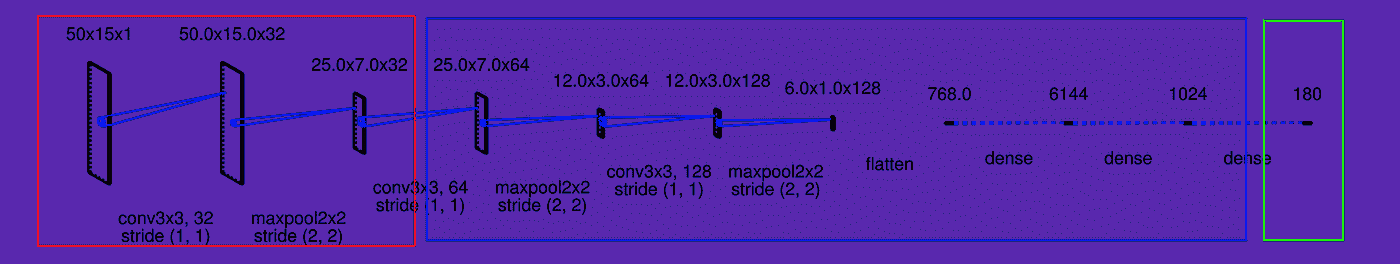 50x15x1
50.0x15.0x32
25.0x7.0x32
25.0x7.0x64
12.0x3.0x64
12.0x3.0x128
6.0x1.0x128
768.0
6144
1024
180
conv3x3, 32
stride (1, 1)
maxpool2x2
stride (2, 2)
conv3x3, 64
stride (1, 1)
maxpool2x2
stride (2, 2)
conv3x3, 128
stride (1, 1)
maxpool2x2
stride (2, 2)
flatten
dense
dense
dense